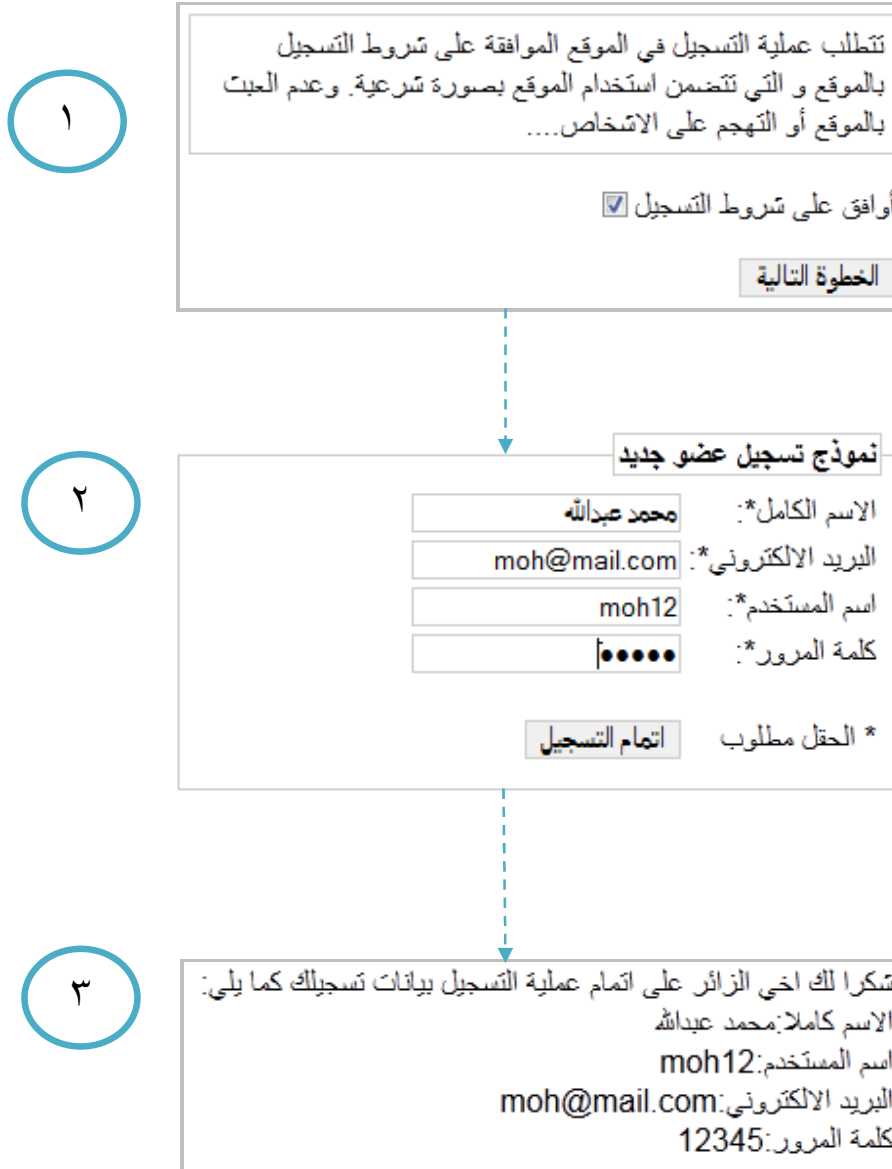 ١
تتطلب عملية التسجيل في الموقع الموافقة على شروط التسجيل
بالموقع و التي تتضمن استخدام الموقع بصورة شرعية. وعدم العبث
بالموقع أو التهجم على الاشخاص....
أوافق على شروط التسجيل
الخطوة التالية
٢
نموذج تسجيل عضو جديد
الاسم الكامل*: محمد عبدالله
البريد الالكتروني*: moh@mail.com
اسم المستخدم*: moh12
كلمة المرور*: •••••
* الحقل مطلوب اتمام التسجيل
٣
شكرا لك اخي الزائر على اتمام عملية التسجيل بيانات تسجيلك كما يلي:
الاسم كاملا:محمد عبدالله
اسم المستخدم:moh12
البريد الالكتروني:moh@mail.com
كلمة المرور:12345